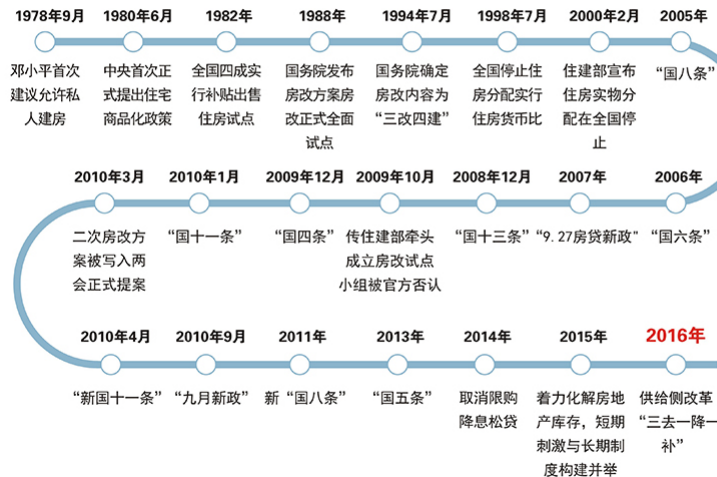 1978年9月
1980年6月
1982年
1988年
1994年7月
1998年7月
2000年2月
2005年
邓小平首次
建议允许私
人建房
中央首次正
式提出住宅
商品化政策
全国四成实
行补贴出售
住房试点
国务院发布
房改方案房
改正式全面
试点
国务院确定
房改内容为
“三改四建”
全国停止住
房分配实行
住房货币比
住建部宣布
住房实物分
配在全国停
止
“国八条”
2010年3月
2010年1月
2009年12月
2009年10月
2008年12月
2007年
2006年
二次房改方
案被写入两
会正式提案
“国十一条”
“国四条”
传住建部牵头
成立房改试点
小组被官方否认
“国十三条”
“9.27房贷新政”
“国六条”
2010年4月
2010年9月
2011年
2013年
2014年
2015年
2016年
“新国十一条”
“九月新政”
新“国八条”
“国五条”
取消限购
降息松贷
着力化解房地
产库存，短期
刺激与长期制
度构建并举
供给侧改革
“三去一降一
补”